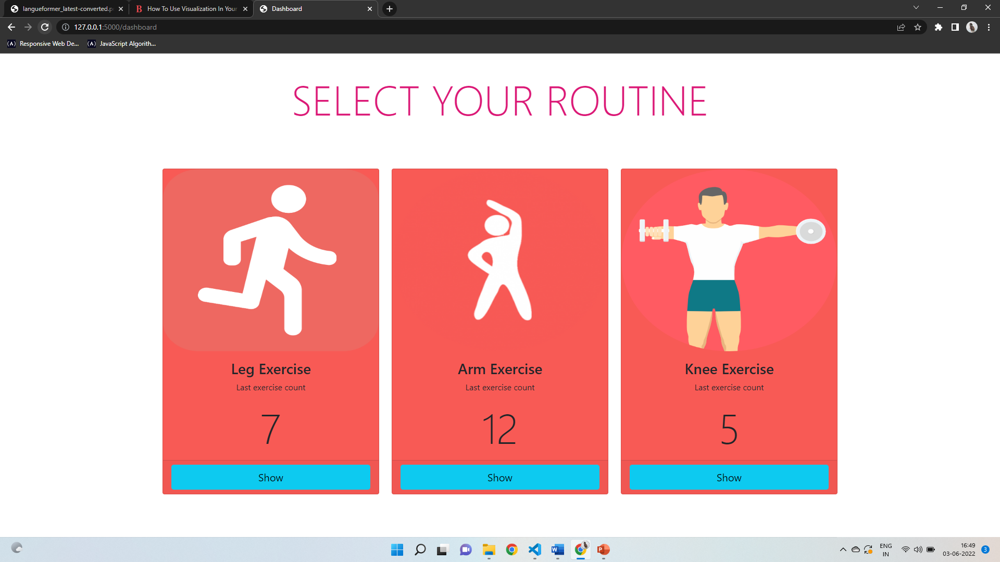 langueformer_latest-converted.p
How To Use Visualization In Your
Dashboard
127.0.0.1:5000/dashboard
Responsive Web De...
JavaScript Algorith...
SELECT YOUR ROUTINE
Leg Exercise
Last exercise count
7
Show
Arm Exercise
Last exercise count
12
Show
Knee Exercise
Last exercise count
5
Show
ENG
IN
16:49
03-06-2022
3